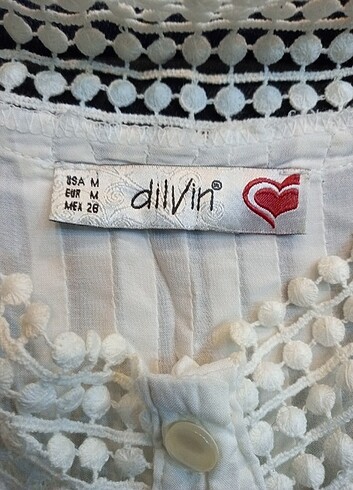 USA M
EUR M
MEX 28
dilvin®